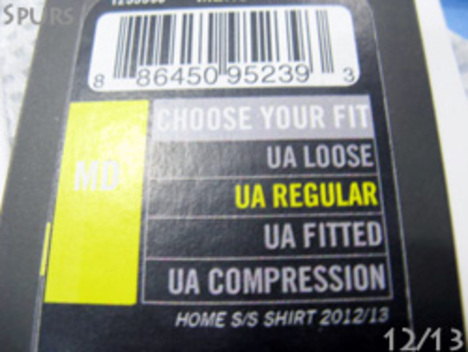 SPURS
8 86450 95239 3
CHOOSE YOUR FIT
MD
UA LOOSE
UA REGULAR
UA FITTED
UA COMPRESSION
HOME S/S SHIRT 2012/13
12/13